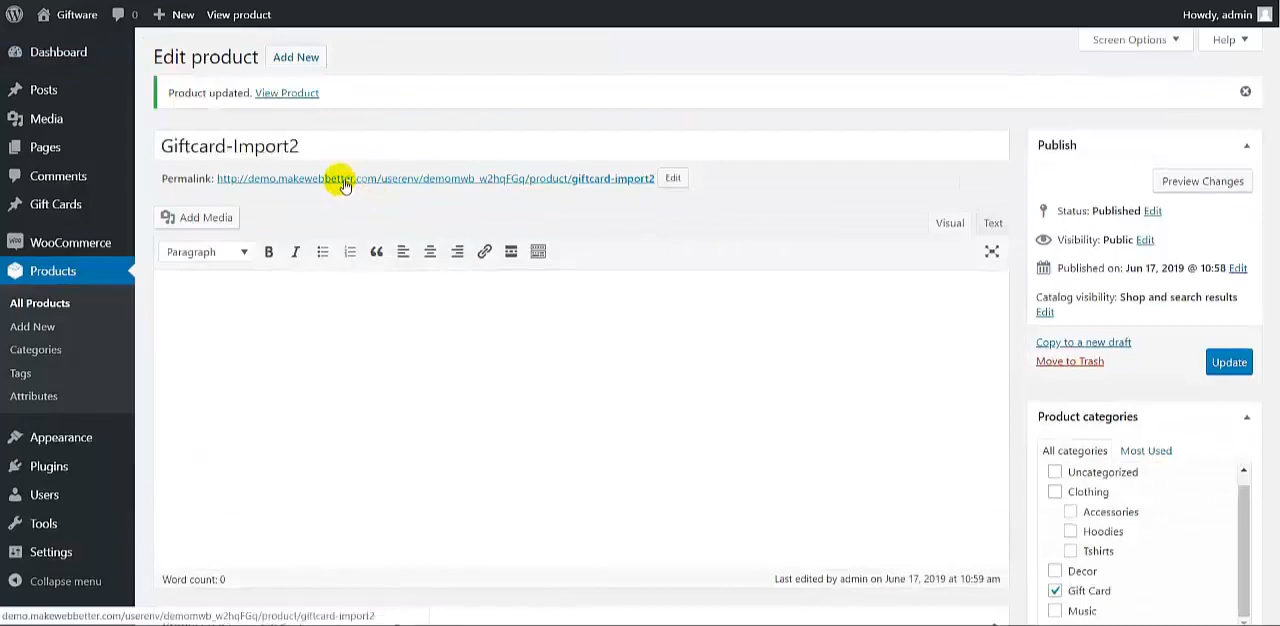 Giftware 0 New View product Howdy, admin
Dashboard
Posts
Media
Pages
Comments
Gift Cards
WooCommerce
Products
All Products
Add New
Categories
Tags
Attributes
Appearance
Plugins
Users
Tools
Settings
Collapse menu
Screen Options Help
Edit product Add New
Product updated. View Product
Giftcard-Import2
Permalink: http://demo.makewebbetter.com/userenv/demomwb_w2hqFGq/product/giftcard-import2 Edit
Add Media
Visual Text
Paragraph
Word count: 0
Last edited by admin on June 17, 2019 at 10:59 am
Publish
Preview Changes
Status: Published Edit
Visibility: Public Edit
Published on: Jun 17, 2019 @ 10:58 Edit
Catalog visibility: Shop and search results
Edit
Copy to a new draft
Move to Trash
Update
Product categories
All categories Most Used
Uncategorized
Clothing
Accessories
Hoodies
Tshirts
Decor
Gift Card
Music
demo.makewebbetter.com/userenv/demomwb_w2hqFGq/product/giftcard-import2